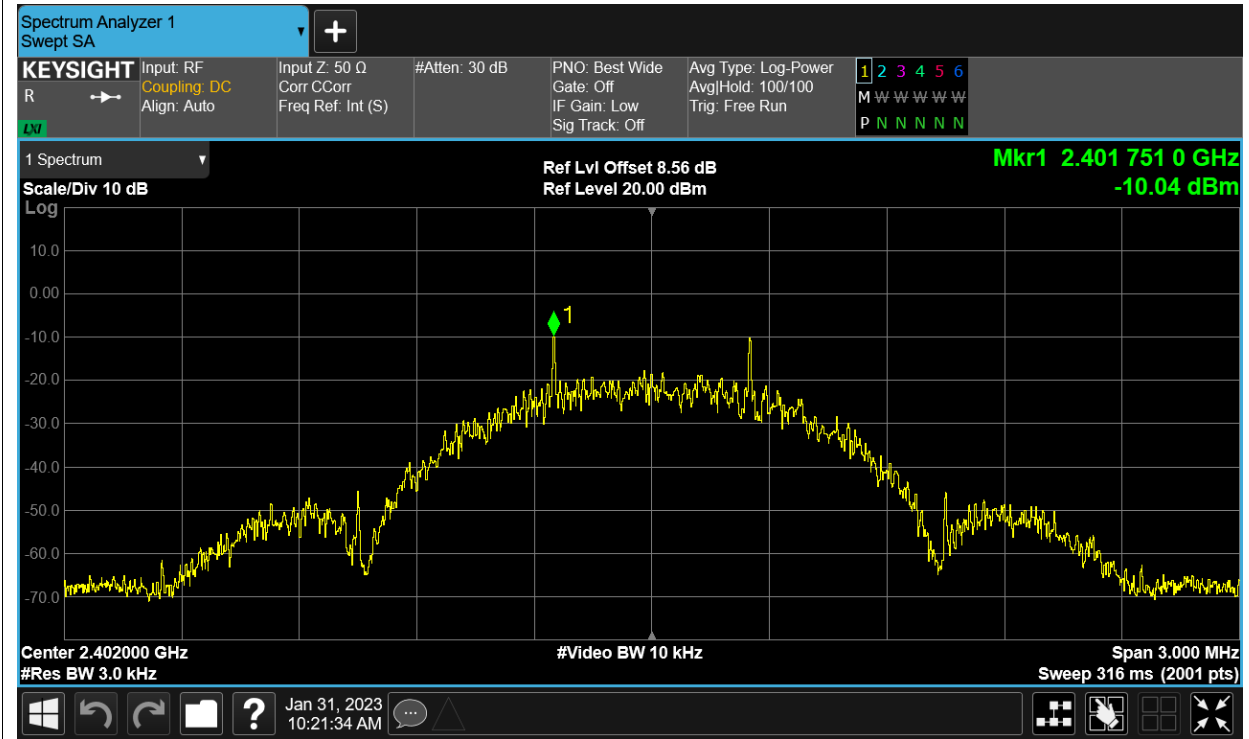 Spectrum Analyzer 1
Swept SA
KEYSIGHT
R
LXI
Input: RF
Coupling: DC
Align: Auto
Input Z: 50 Ω
Corr CCorr
Freq Ref: Int (S)
#Atten: 30 dB
PNO: Best Wide
Gate: Off
IF Gain: Low
Sig Track: Off
Avg Type: Log-Power
Avg|Hold: 100/100
Trig: Free Run
1 2 3 4 5 6
M W W W W W
P N N N N N N
1 Spectrum
Scale/Div 10 dB
Log
Ref Lvl Offset 8.56 dB
Ref Level 20.00 dBm
Mkr1 2.401 751 0 GHz
-10.04 dBm
10.0
0.00
-10.0
-20.0
-30.0
-40.0
-50.0
-60.0
-70.0
1
Center 2.402000 GHz
#Res BW 3.0 kHz
#Video BW 10 kHz
Span 3.000 MHz
Sweep 316 ms (2001 pts)
?
Jan 31, 2023
10:21:34 AM